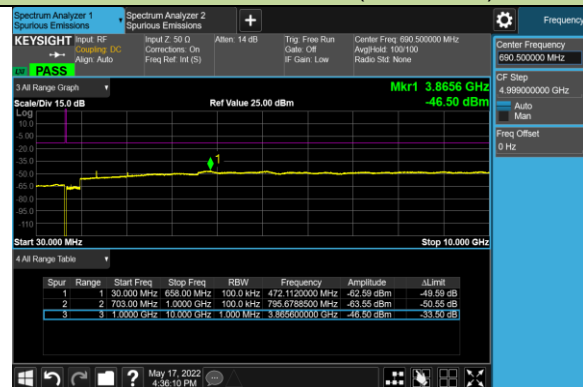 Spectrum Analyzer 1
Spurious Emissions
Spectrum Analyzer 2
Spurious Emissions
+
Frequency
KEYSIGHT
Input: RF
Coupling: DC
Align: Auto
Input Z: 50 Ω
Corrections: On
Freq Ref: Int (S)
Atten: 14 dB
Trig: Free Run
Gate: Off
IF Gain: Low
Center Freq: 690.500000 MHz
Avg|Hold: 100/100
Radio Std: None
PASS
Center Frequency
690.500000 MHz
CF Step
4.999000000 GHz
Auto
Man
Freq Offset
0 Hz
3 All Range Graph
Mkr1 3.8656 GHz
-46.50 dBm
Scale/Div 15.0 dB
Ref Value 25.00 dBm
Log
10.0
-5.00
-20.0
-35.0
-50.0
-65.0
-80.0
-95.0
-110
1
Start 30.000 MHz
Stop 10.000 GHz
4 All Range Table
Spur Range Start Freq Stop Freq RBW Frequency Amplitude ΔLimit
1 1 30.000 MHz 658.00 MHz 100.0 kHz 472.1120000 MHz -62.59 dBm -49.59 dB
2 2 703.00 MHz 1.0000 GHz 100.0 kHz 795.6788500 MHz -63.55 dBm -50.55 dB
3 3 1.0000 GHz 10.000 GHz 1.000 MHz 3.865600000 GHz -46.50 dBm -33.50 dB
?
May 17, 2022
4:36:10 PM